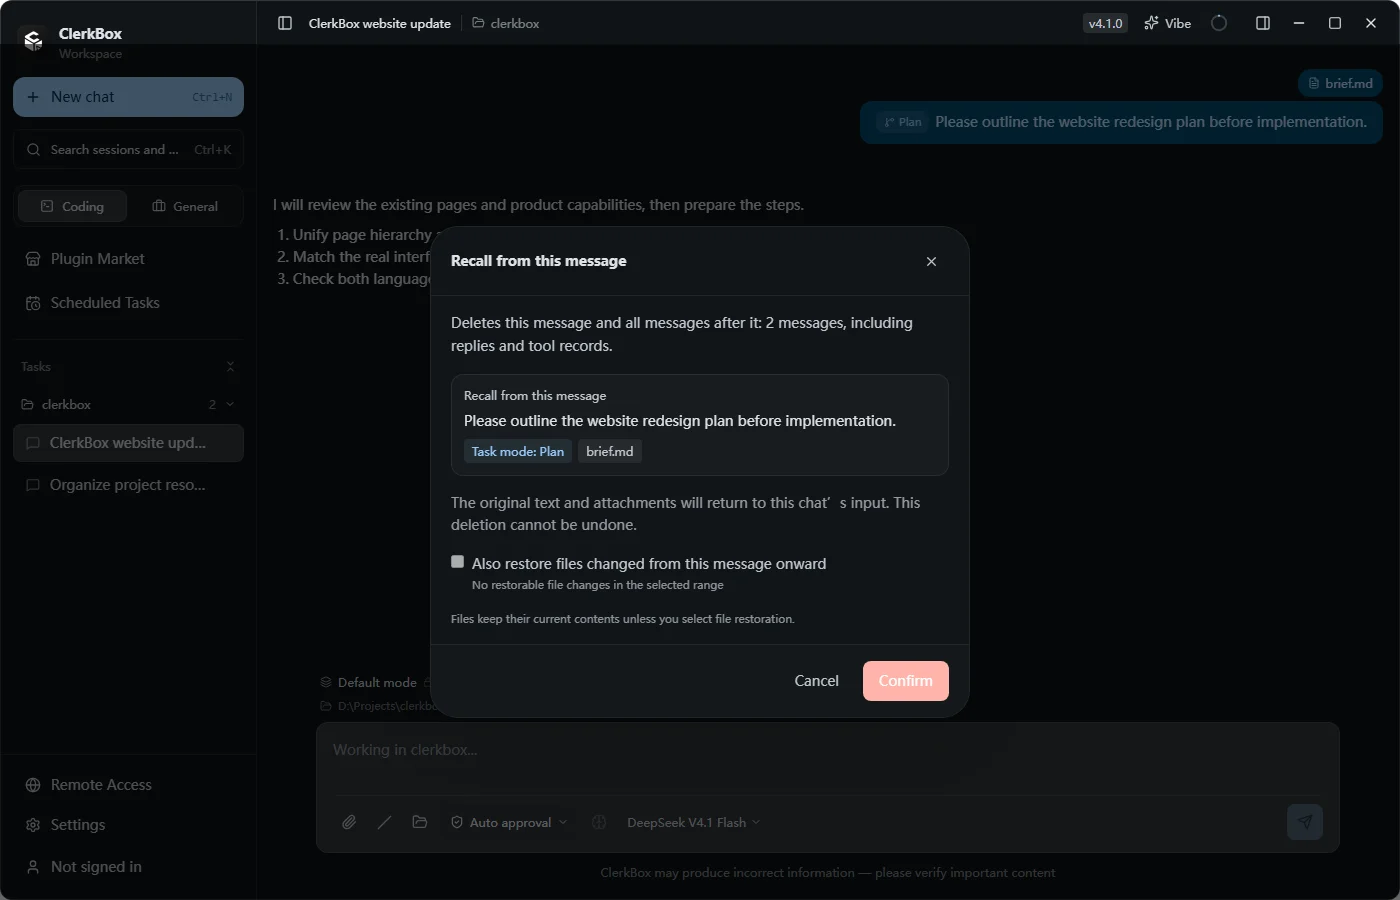 ClerkBox
Workspace
ClerkBox website update
clerkbox
v4.1.0
Vibe
New chat
Ctrl+N
Search sessions and ...
Ctrl+K
Coding
General
Plugin Market
Scheduled Tasks
Tasks
clerkbox
2
ClerkBox website upd...
Organize project reso...
Remote Access
Settings
Not signed in
brief.md
Plan
Please outline the website redesign plan before implementation.
I will review the existing pages and product capabilities, then prepare the steps.
1. Unify page hierarchy
2. Match the real interf
3. Check both language
Recall from this message
Deletes this message and all messages after it: 2 messages, including
replies and tool records.
Recall from this message
Please outline the website redesign plan before implementation.
Task mode: Plan
brief.md
The original text and attachments will return to this chat’s input. This
deletion cannot be undone.
Also restore files changed from this message onward
No restorable file changes in the selected range
Files keep their current contents unless you select file restoration.
Cancel
Confirm
Default mode
D:\Projects\clerkbo
Working in clerkbox...
Auto approval
DeepSeek V4.1 Flash
ClerkBox may produce incorrect information — please verify important content